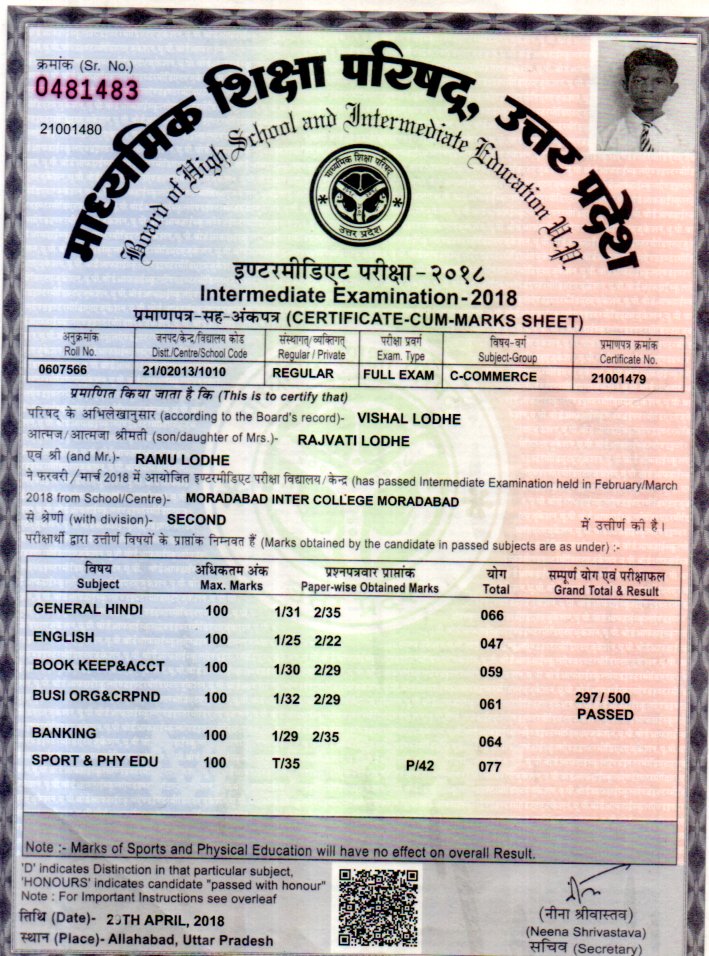 क्रमांक (Sr. No.)
0481483
21001480
माध्यमिक शिक्षा परिषद्, उत्तर प्रदेश
Board of High School and Intermediate Education U.P.
माध्यमिक शिक्षा परिषद
उत्तर प्रदेश
इण्टरमीडिएट परीक्षा-२०१८
Intermediate Examination-2018
प्रमाणपत्र-सह-अंकपत्र (CERTIFICATE-CUM-MARKS SHEET)
अनुक्रमांक जनपद/केन्द्र/विद्यालय कोड संस्थागत/व्यक्तिगत परीक्षा प्रवर्ग विषय-वर्ग प्रमाणपत्र क्रमांक
Roll No. Distt./Centre/School Code Regular / Private Exam. Type Subject-Group Certificate No.
0607566 21/02013/1010 REGULAR FULL EXAM C-COMMERCE 21001479
प्रमाणित किया जाता है कि (This is to certify that)
परिषद् के अभिलेखानुसार (according to the Board's record)- VISHAL LODHE
आत्मज/आत्मजा श्रीमती (son/daughter of Mrs.)- RAJVATI LODHE
एवं श्री (and Mr.)- RAMU LODHE
ने फरवरी/मार्च 2018 में आयोजित इण्टरमीडिएट परीक्षा विद्यालय/केन्द्र (has passed Intermediate Examination held in February/March
2018 from School/Centre)- MORADABAD INTER COLLEGE MORADABAD
से श्रेणी (with division)- SECOND में उत्तीर्ण की है।
परीक्षार्थी द्वारा उत्तीर्ण विषयों के प्राप्तांक निम्नवत हैं (Marks obtained by the candidate in passed subjects are as under) :-
विषय अधिकतम अंक प्रश्नपत्रवार प्राप्तांक योग सम्पूर्ण योग एवं परीक्षाफल
Subject Max. Marks Paper-wise Obtained Marks Total Grand Total & Result
GENERAL HINDI 100 1/31 2/35 066
ENGLISH 100 1/25 2/22 047
BOOK KEEP&ACCT 100 1/30 2/29 059
BUSI ORG&CRPND 100 1/32 2/29 061 297/ 500
PASSED
BANKING 100 1/29 2/35 064
SPORT & PHY EDU 100 T/35 P/42 077
Note :- Marks of Sports and Physical Education will have no effect on overall Result.
'D' indicates Distinction in that particular subject,
'HONOURS' indicates candidate "passed with honour"
Note : For Important Instructions see overleaf
तिथि (Date)- APRIL, 2018
स्थान (Place)- Allahabad, Uttar Pradesh
(नीना श्रीवास्तव)
(Neena Shrivastava)
सचिव (Secretary)